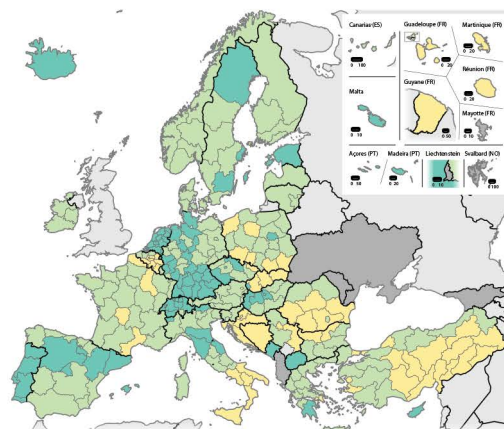 Canarias (ES)
0 100
Guadeloupe (FR)
0 20
Martinique (FR)
0 20
Réunion (FR)
0 20
Guyane (FR)
0 50
Mayotte (FR)
0 10
Malta
0 10
Açores (PT)
0 50
Madeira (PT)
0 20
Liechtenstein
0 10
Svalbard (NO)
0 100